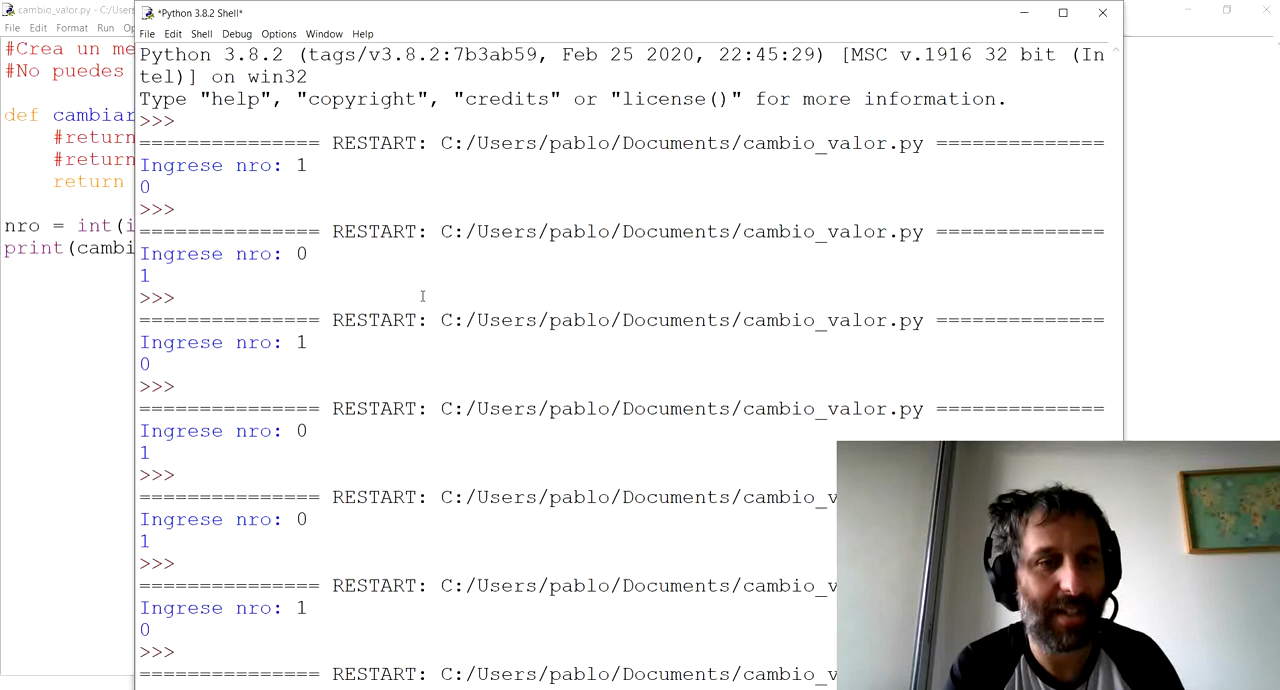 cambio_valor.py - C:/Users
File Edit Format Run
#Crea un
#No puedes
def cambiar
#return
#return
return
nro = int(i
print(cambi
*Python 3.8.2 Shell*
File Edit Shell Debug Options Window Help
Python 3.8.2 (tags/v3.8.2:7b3ab59, Feb 25 2020, 22:45:29) [MSC v.1916 32 bit (In
tel)] on win32
Type "help", "copyright", "credits" or "license()" for more information.
>>>
=============== RESTART: C:/Users/pablo/Documents/cambio_valor.py ==============
Ingrese nro: 1
0
>>>
=============== RESTART: C:/Users/pablo/Documents/cambio_valor.py ==============
Ingrese nro: 0
1
>>>
=============== RESTART: C:/Users/pablo/Documents/cambio_valor.py ==============
Ingrese nro: 1
0
>>>
=============== RESTART: C:/Users/pablo/Documents/cambio_valor.py ==============
Ingrese nro: 0
1
>>>
=============== RESTART: C:/Users/pablo/Documents/cambio_v
Ingrese nro: 0
1
>>>
=============== RESTART: C:/Users/pablo/Documents/cambio_v
Ingrese nro: 1
0
>>>
=============== RESTART: C:/Users/pablo/Documents/cambio_v